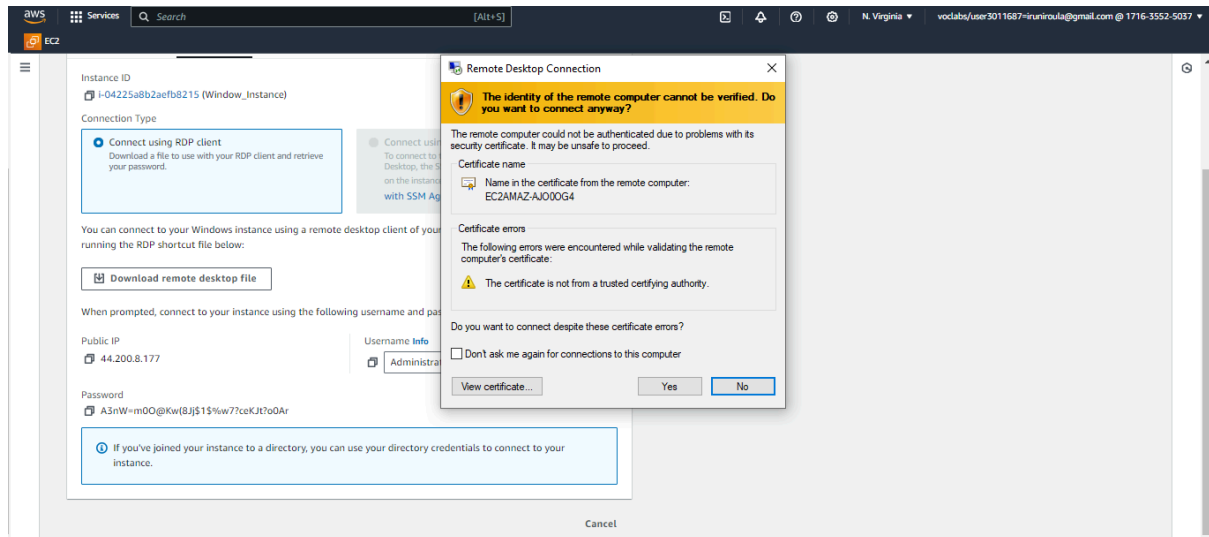 aws
Services
Search
[Alt+S]
N. Virginia
voclabs/user3011687=iruniroula@gmail.com @ 1716-3552-5037
EC2
Instance ID
i-04225a8b2aefb8215 (Window_Instance)
Connection Type
Connect using RDP client
Download a file to use with your RDP client and retrieve
your password.
Connect usin
To connect to t
Desktop, the S
on the instance
with SSM Ag
You can connect to your Windows instance using a remote desktop client of your
running the RDP shortcut file below:
Download remote desktop file
When prompted, connect to your instance using the following username and pas
Public IP
44.200.8.177
Username Info
Administra
Password
A3nW=m0O@Kw(8Jj$1$%w7?ceKJt?o0Ar
If you've joined your instance to a directory, you can use your directory credentials to connect to your
instance.
Cancel
Remote Desktop Connection
The identity of the remote computer cannot be verified. Do
you want to connect anyway?
The remote computer could not be authenticated due to problems with its
security certificate. It may be unsafe to proceed.
Certificate name
Name in the certificate from the remote computer:
EC2AMAZ-AJO0OG4
Certificate errors
The following errors were encountered while validating the remote
computer's certificate:
The certificate is not from a trusted certifying authority.
Do you want to connect despite these certificate errors?
Don't ask me again for connections to this computer
View certificate...
Yes
No